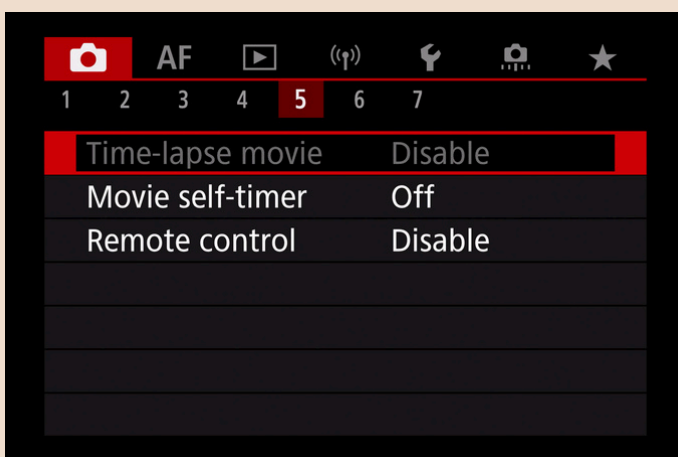 AF
1 2 3 4 5 6 7
Time-lapse movie Disable
Movie self-timer Off
Remote control Disable